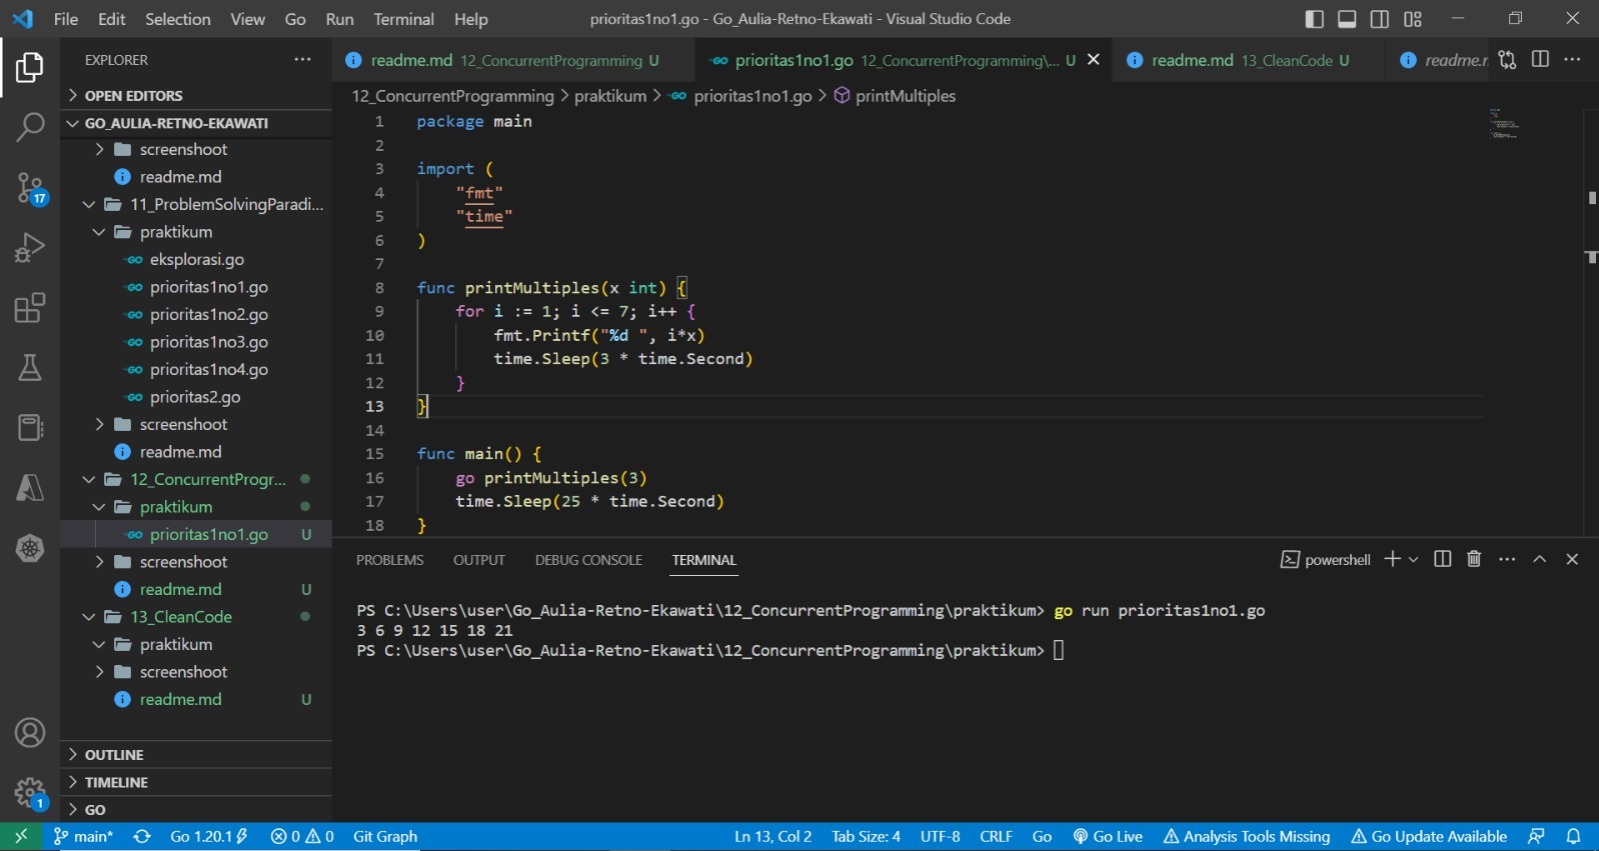 File Edit Selection View Go Run Terminal Help
prioritas1no1.go - Go_Aulia-Retno-Ekawati - Visual Studio Code
EXPLORER
OPEN EDITORS
GO_AULIA-RETNO-EKAWATI
screenshoot
readme.md
11_ProblemSolvingParadi...
praktikum
eksplorasi.go
prioritas1no1.go
prioritas1no2.go
prioritas1no3.go
prioritas1no4.go
prioritas2.go
screenshoot
readme.md
12_ConcurrentProgr...
praktikum
prioritas1no1.go U
screenshoot
readme.md U
13_CleanCode
praktikum
screenshoot
readme.md U
OUTLINE
TIMELINE
GO
17
1
readme.md 12_ConcurrentProgramming U
prioritas1no1.go 12_ConcurrentProgramming\... U
readme.md 13_CleanCode U
readme.r
12_ConcurrentProgramming > praktikum > prioritas1no1.go > printMultiples
1 package main
2
3 import (
4 "fmt"
5 "time"
6 )
7
8 func printMultiples(x int) {
9 for i := 1; i <= 7; i++ {
10 fmt.Printf("%d ", i*x)
11 time.Sleep(3 * time.Second)
12 }
13 }
14
15 func main() {
16 go printMultiples(3)
17 time.Sleep(25 * time.Second)
18 }
PROBLEMS OUTPUT DEBUG CONSOLE TERMINAL
powershell
PS C:\Users\user\Go_Aulia-Retno-Ekawati\12_ConcurrentProgramming\praktikum> go run prioritas1no1.go
3 6 9 12 15 18 21
PS C:\Users\user\Go_Aulia-Retno-Ekawati\12_ConcurrentProgramming\praktikum>
main* Go 1.20.1 0 0 Git Graph
Ln 13, Col 2 Tab Size: 4 UTF-8 CRLF Go Go Live Analysis Tools Missing Go Update Available